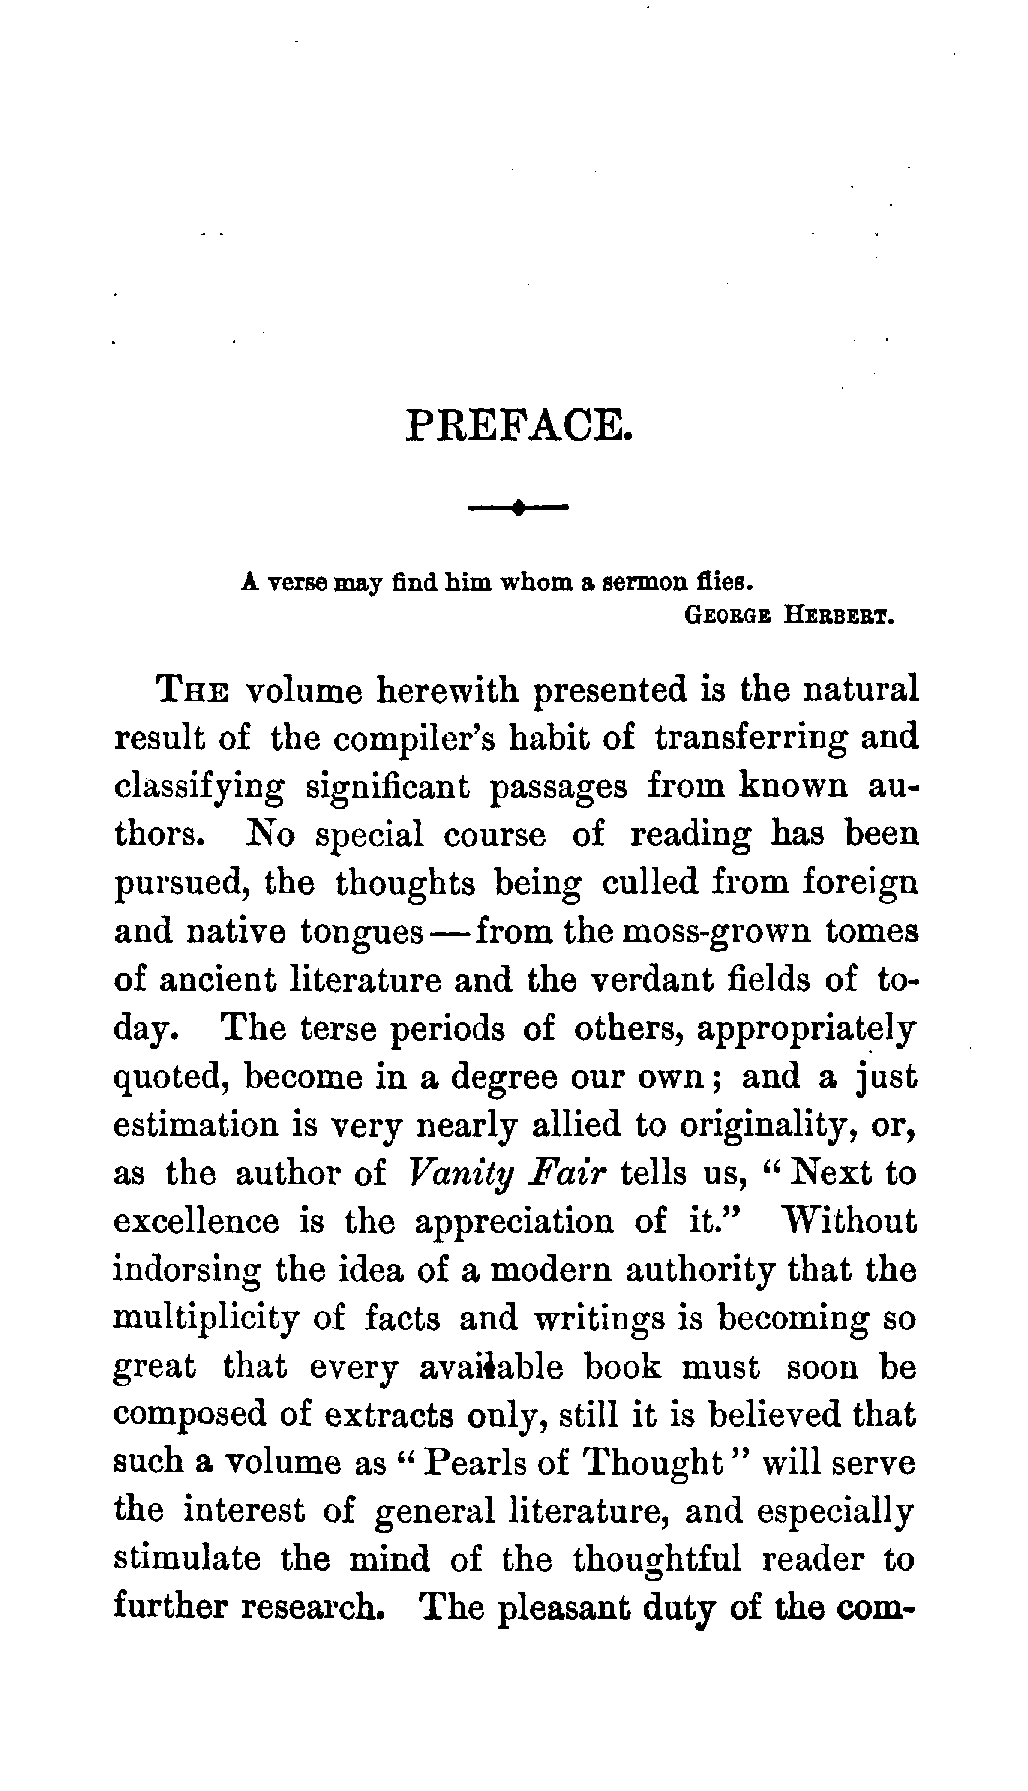 PREFACE.
A verse may find him whom a sermon flies.
GEORGE HERBERT.
THE volume herewith presented is the natural
result of the compiler's habit of transferring and
classifying significant passages from known au-
thors. No special course of reading has been
pursued, the thoughts being culled from foreign
and native tongues—from the moss-grown tomes
of ancient literature and the verdant fields of to-
day. The terse periods of others, appropriately
quoted, become in a degree our own; and a just
estimation is very nearly allied to originality, or,
as the author of Vanity Fair tells us, "Next to
excellence is the appreciation of it." Without
indorsing the idea of a modern authority that the
multiplicity of facts and writings is becoming so
great that every available book must soon be
composed of extracts only, still it is believed that
such a volume as "Pearls of Thought" will serve
the interest of general literature, and especially
stimulate the mind of the thoughtful reader to
further research. The pleasant duty of the com-